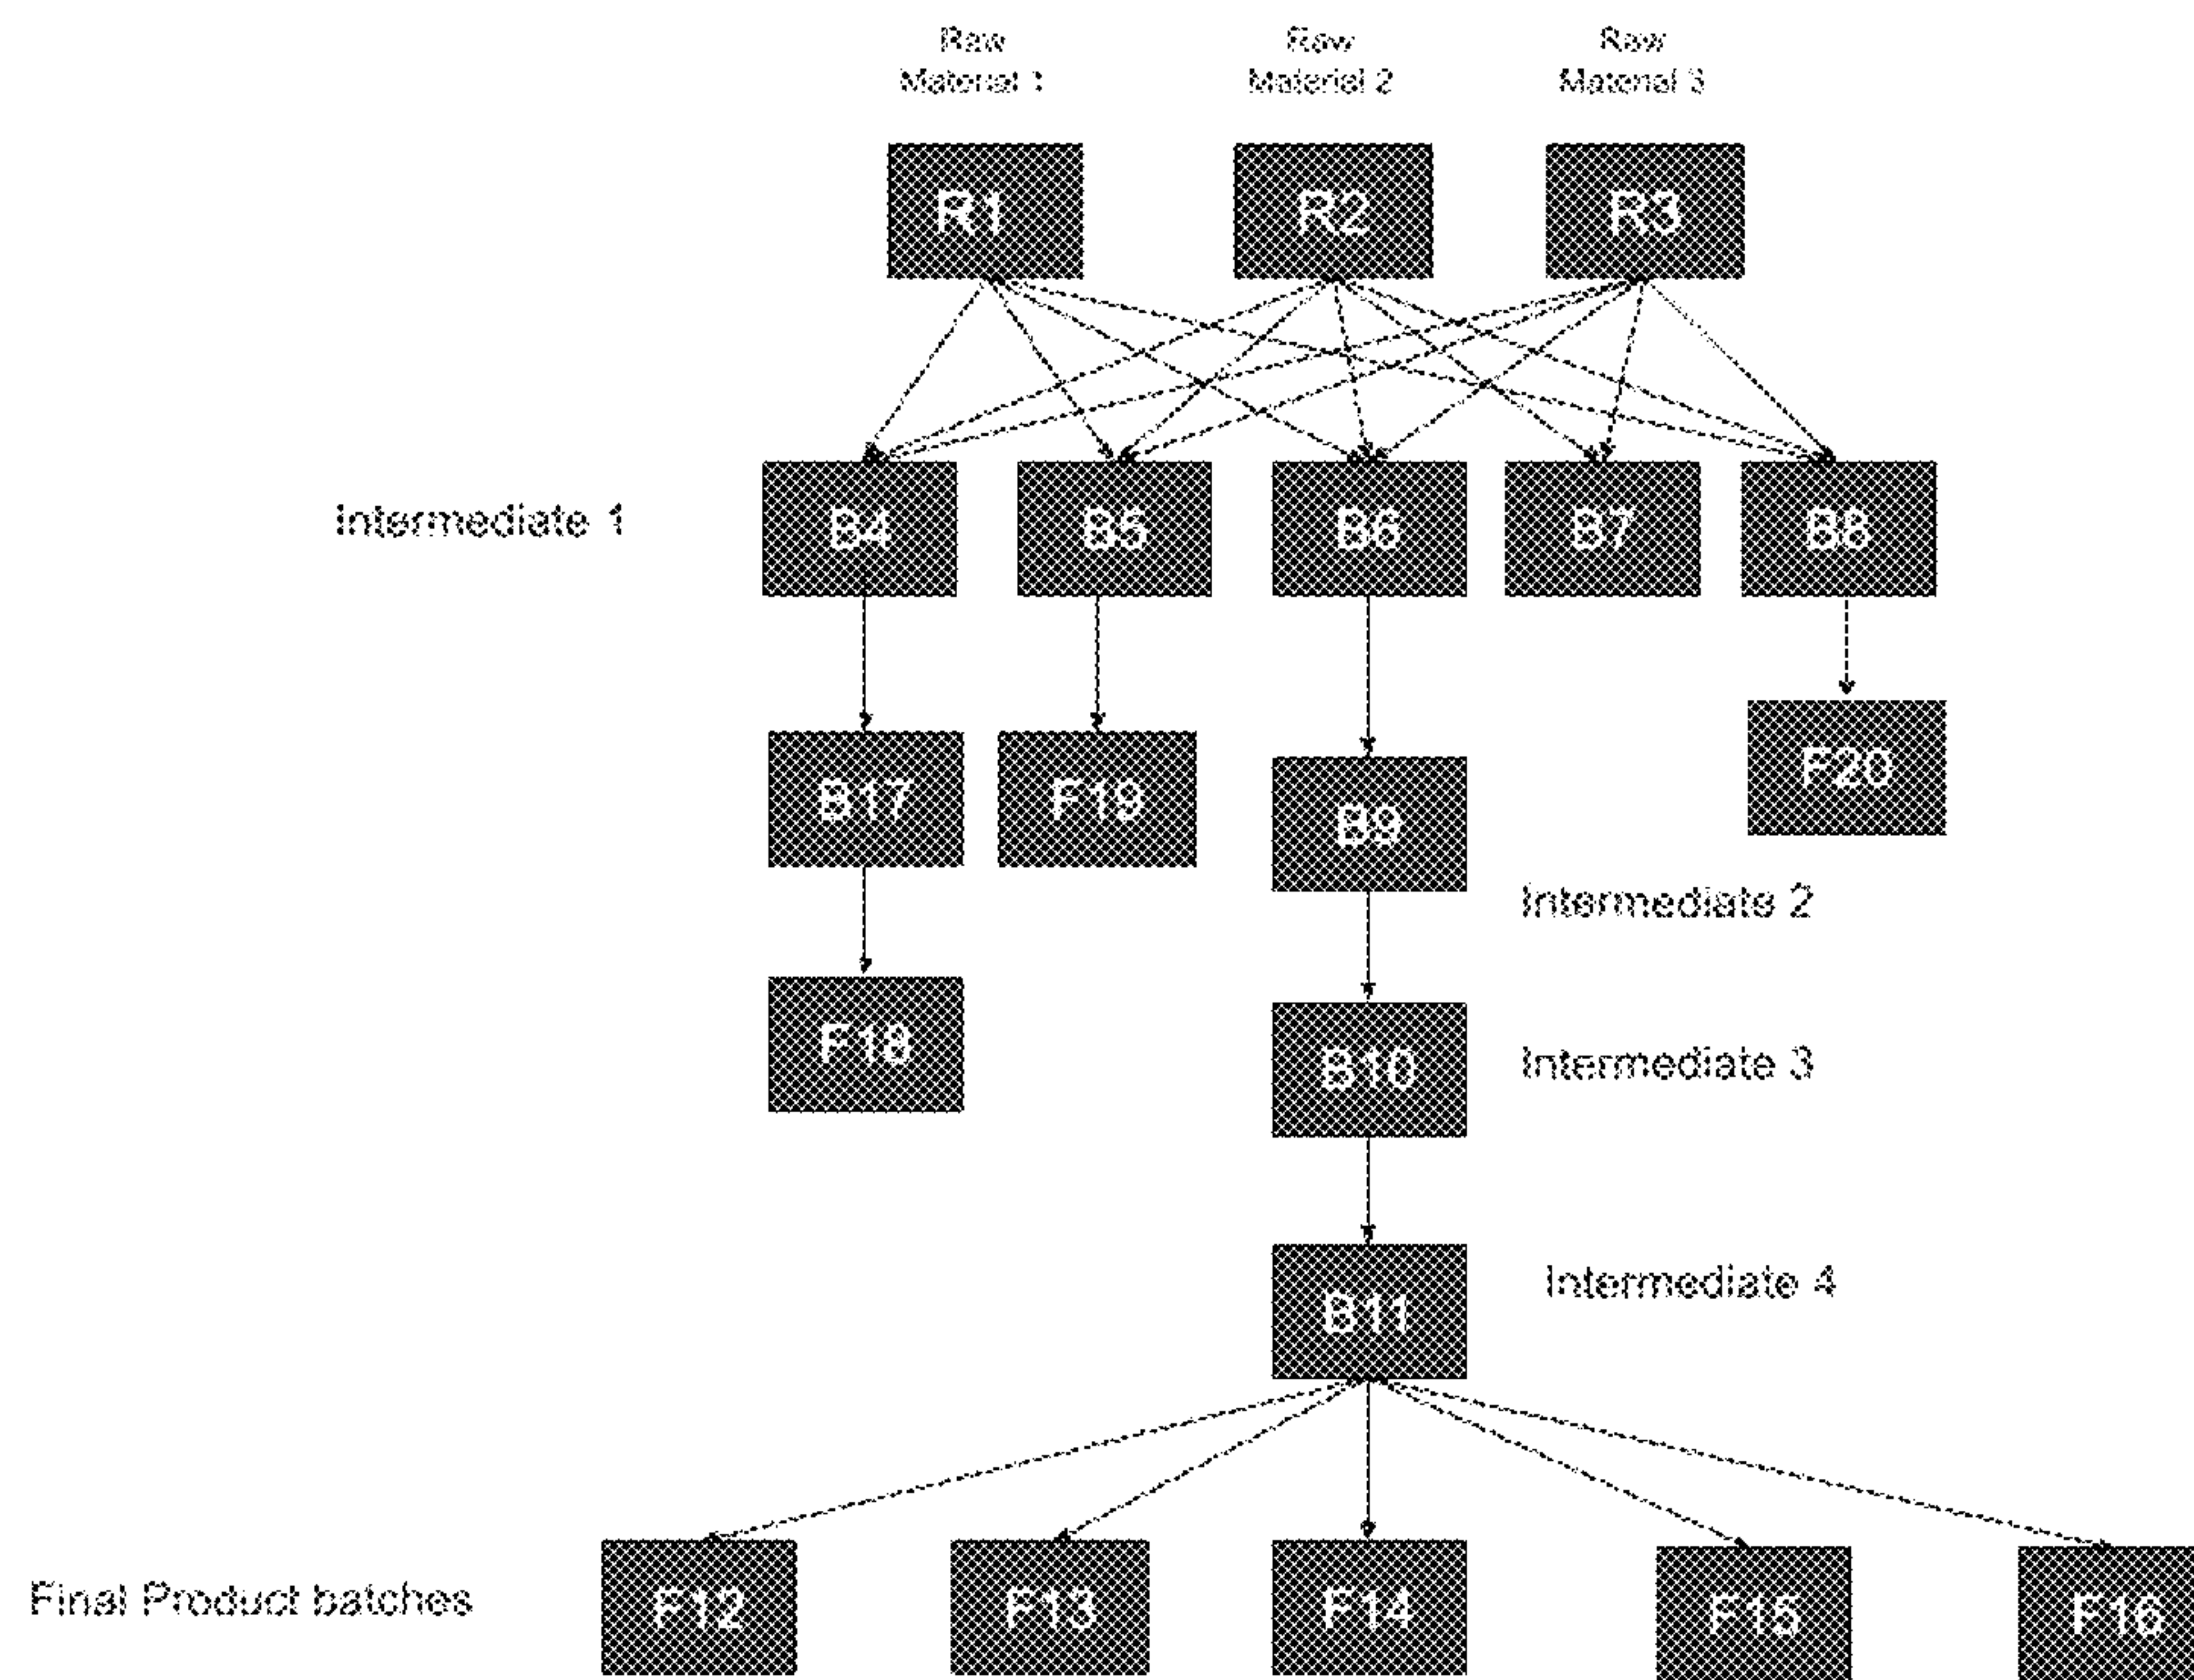 Raw
Material 1
Raw
Material 2
Raw
Material 3
R1
R2
R3
Intermediate 1
B4
B5
B6
B7
B8
B17
F19
B9
F20
Intermediate 2
F18
B10
Intermediate 3
B11
Intermediate 4
Final Product batches
F12
F13
F14
F15
F16